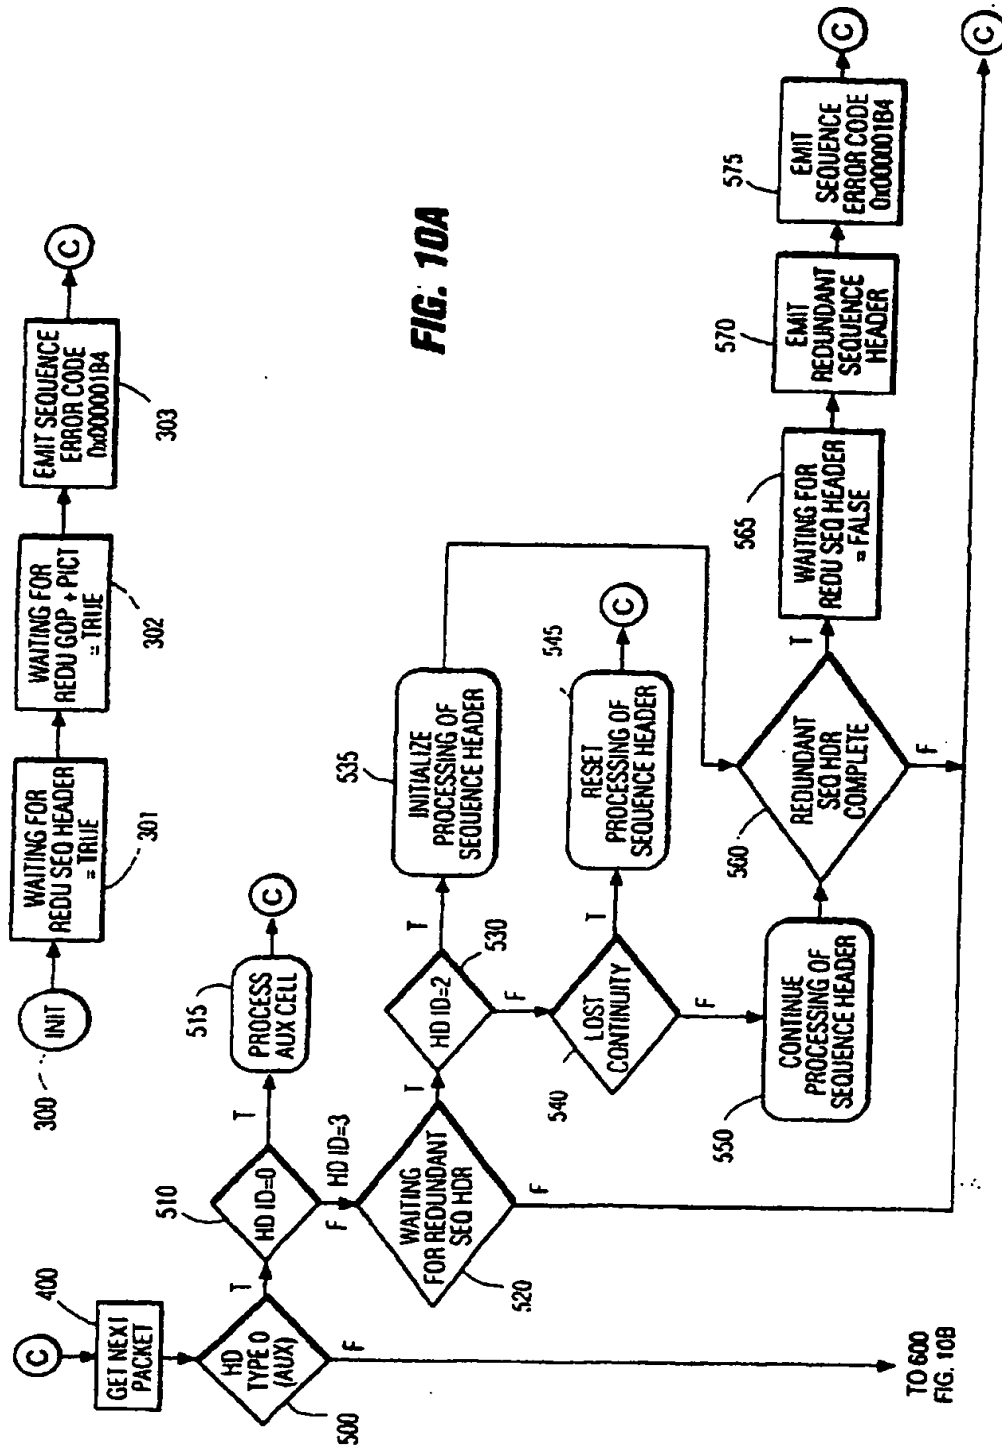 300
INIT
WAITING FOR
REDU SEQ HEADER
= TRUE
301
WAITING FOR
REDU GOP + PICT
= TRUE
302
EMIT SEQUENCE
ERROR CODE
0x000001B4
303
C
FIG. 10A
C
400
GET NEXT
PACKET
HD
TYPE 0
(AUX)
500
T
F
TO 600
FIG. 10B
510
HD ID=0
T
515
PROCESS
AUX CELL
C
F
HD ID=3
WAITING
FOR REDUNDANT
SEQ HDR
520
T
F
HD ID=2
530
T
F
535
INITIALIZE
PROCESSING OF
SEQUENCE HEADER
LOST
CONTINUITY
540
T
F
545
RESET
PROCESSING OF
SEQUENCE HEADER
C
550
CONTINUE
PROCESSING OF
SEQUENCE HEADER
560
REDUNDANT
SEQ HDR
COMPLETE
T
F
565
WAITING FOR
REDU SEQ HEADER
= FALSE
570
EMIT
REDUNDANT
SEQUENCE
HEADER
575
EMIT
SEQUENCE
ERROR CODE
0x000001B4
C
C